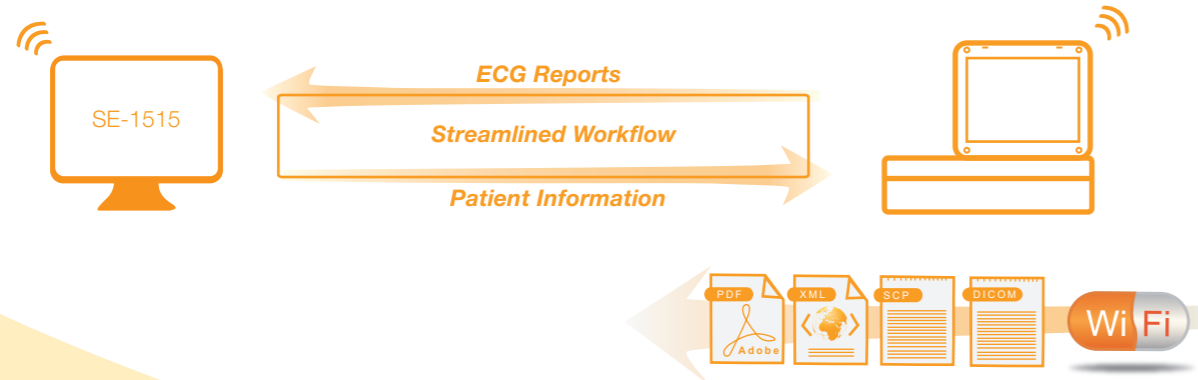 ECG Reports
SE-1515
Streamlined Workflow
Patient Information
PDF XML SCP DICOM
Adobe
Wi Fi